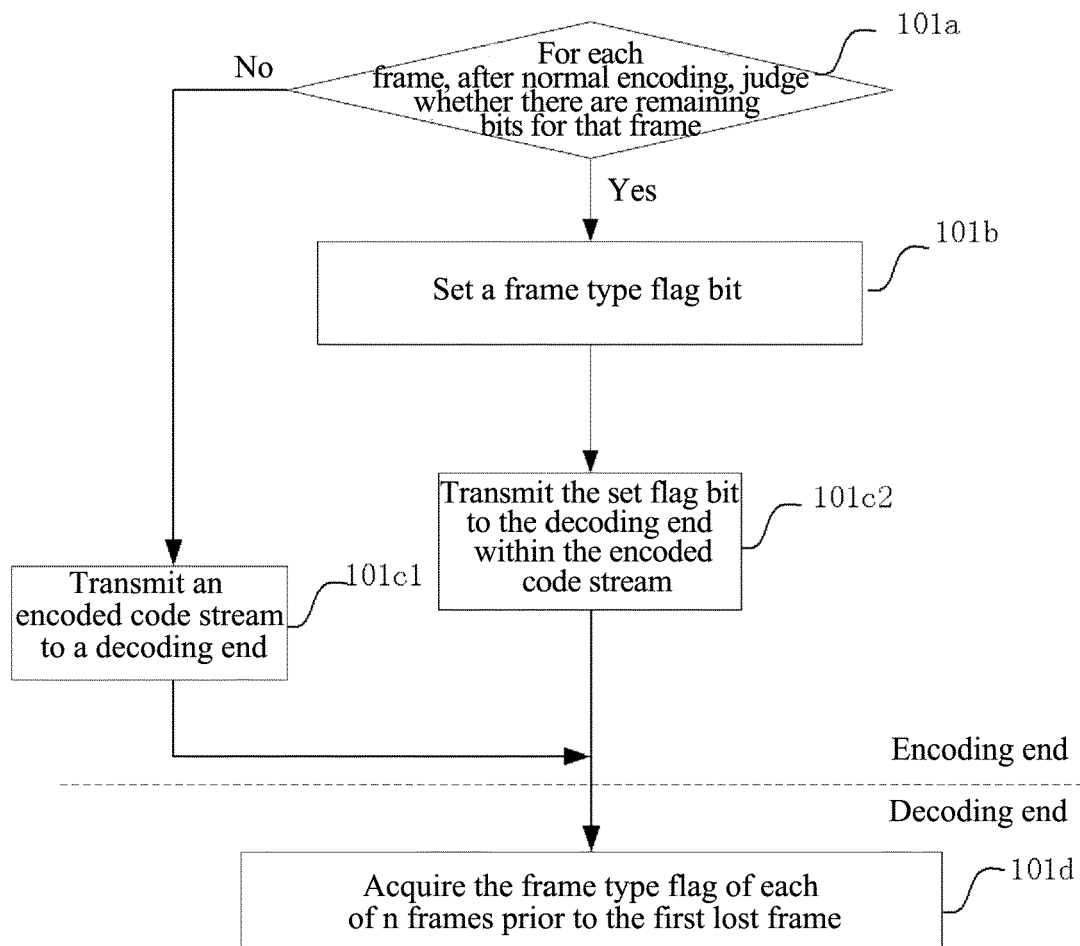 101a
For each
frame, after normal encoding, judge
whether there are remaining
bits for that frame
No
Yes
101b
Set a frame type flag bit
Transmit the set flag bit
to the decoding end
within the encoded
code stream
101c2
Transmit an
encoded code stream
to a decoding end
101c1
Encoding end
Decoding end
Acquire the frame type flag of each
of n frames prior to the first lost frame
101d